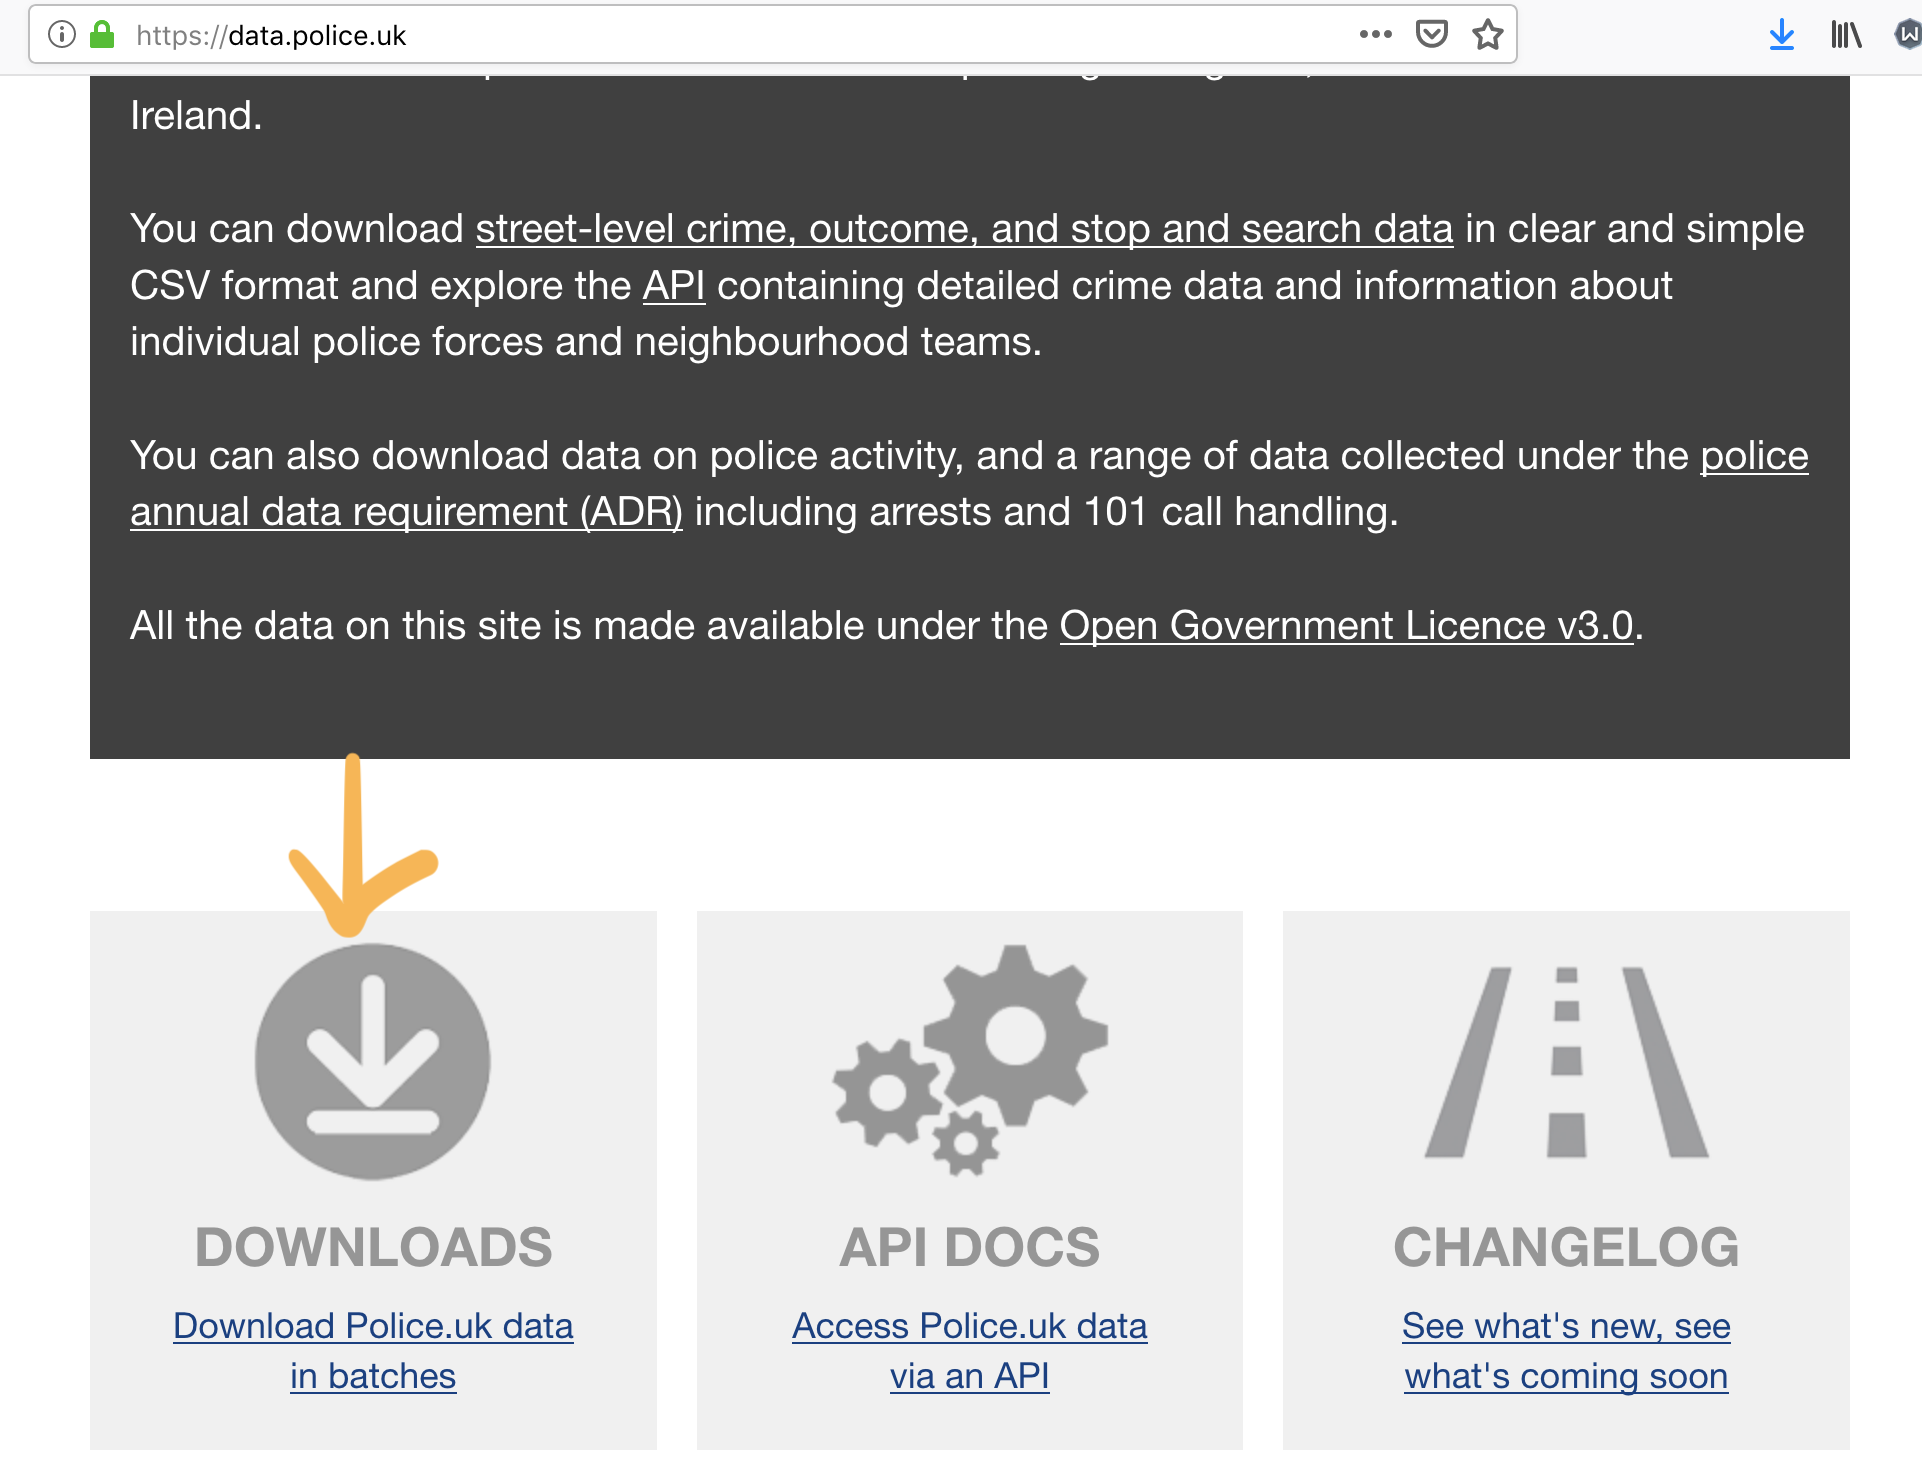 https://data.police.uk
Ireland.
You can download street-level crime, outcome, and stop and search data in clear and simple
CSV format and explore the API containing detailed crime data and information about
individual police forces and neighbourhood teams.
You can also download data on police activity, and a range of data collected under the police
annual data requirement (ADR) including arrests and 101 call handling.
All the data on this site is made available under the Open Government Licence v3.0.
DOWNLOADS
Download Police.uk data
in batches
API DOCS
Access Police.uk data
via an API
CHANGELOG
See what's new, see
what's coming soon